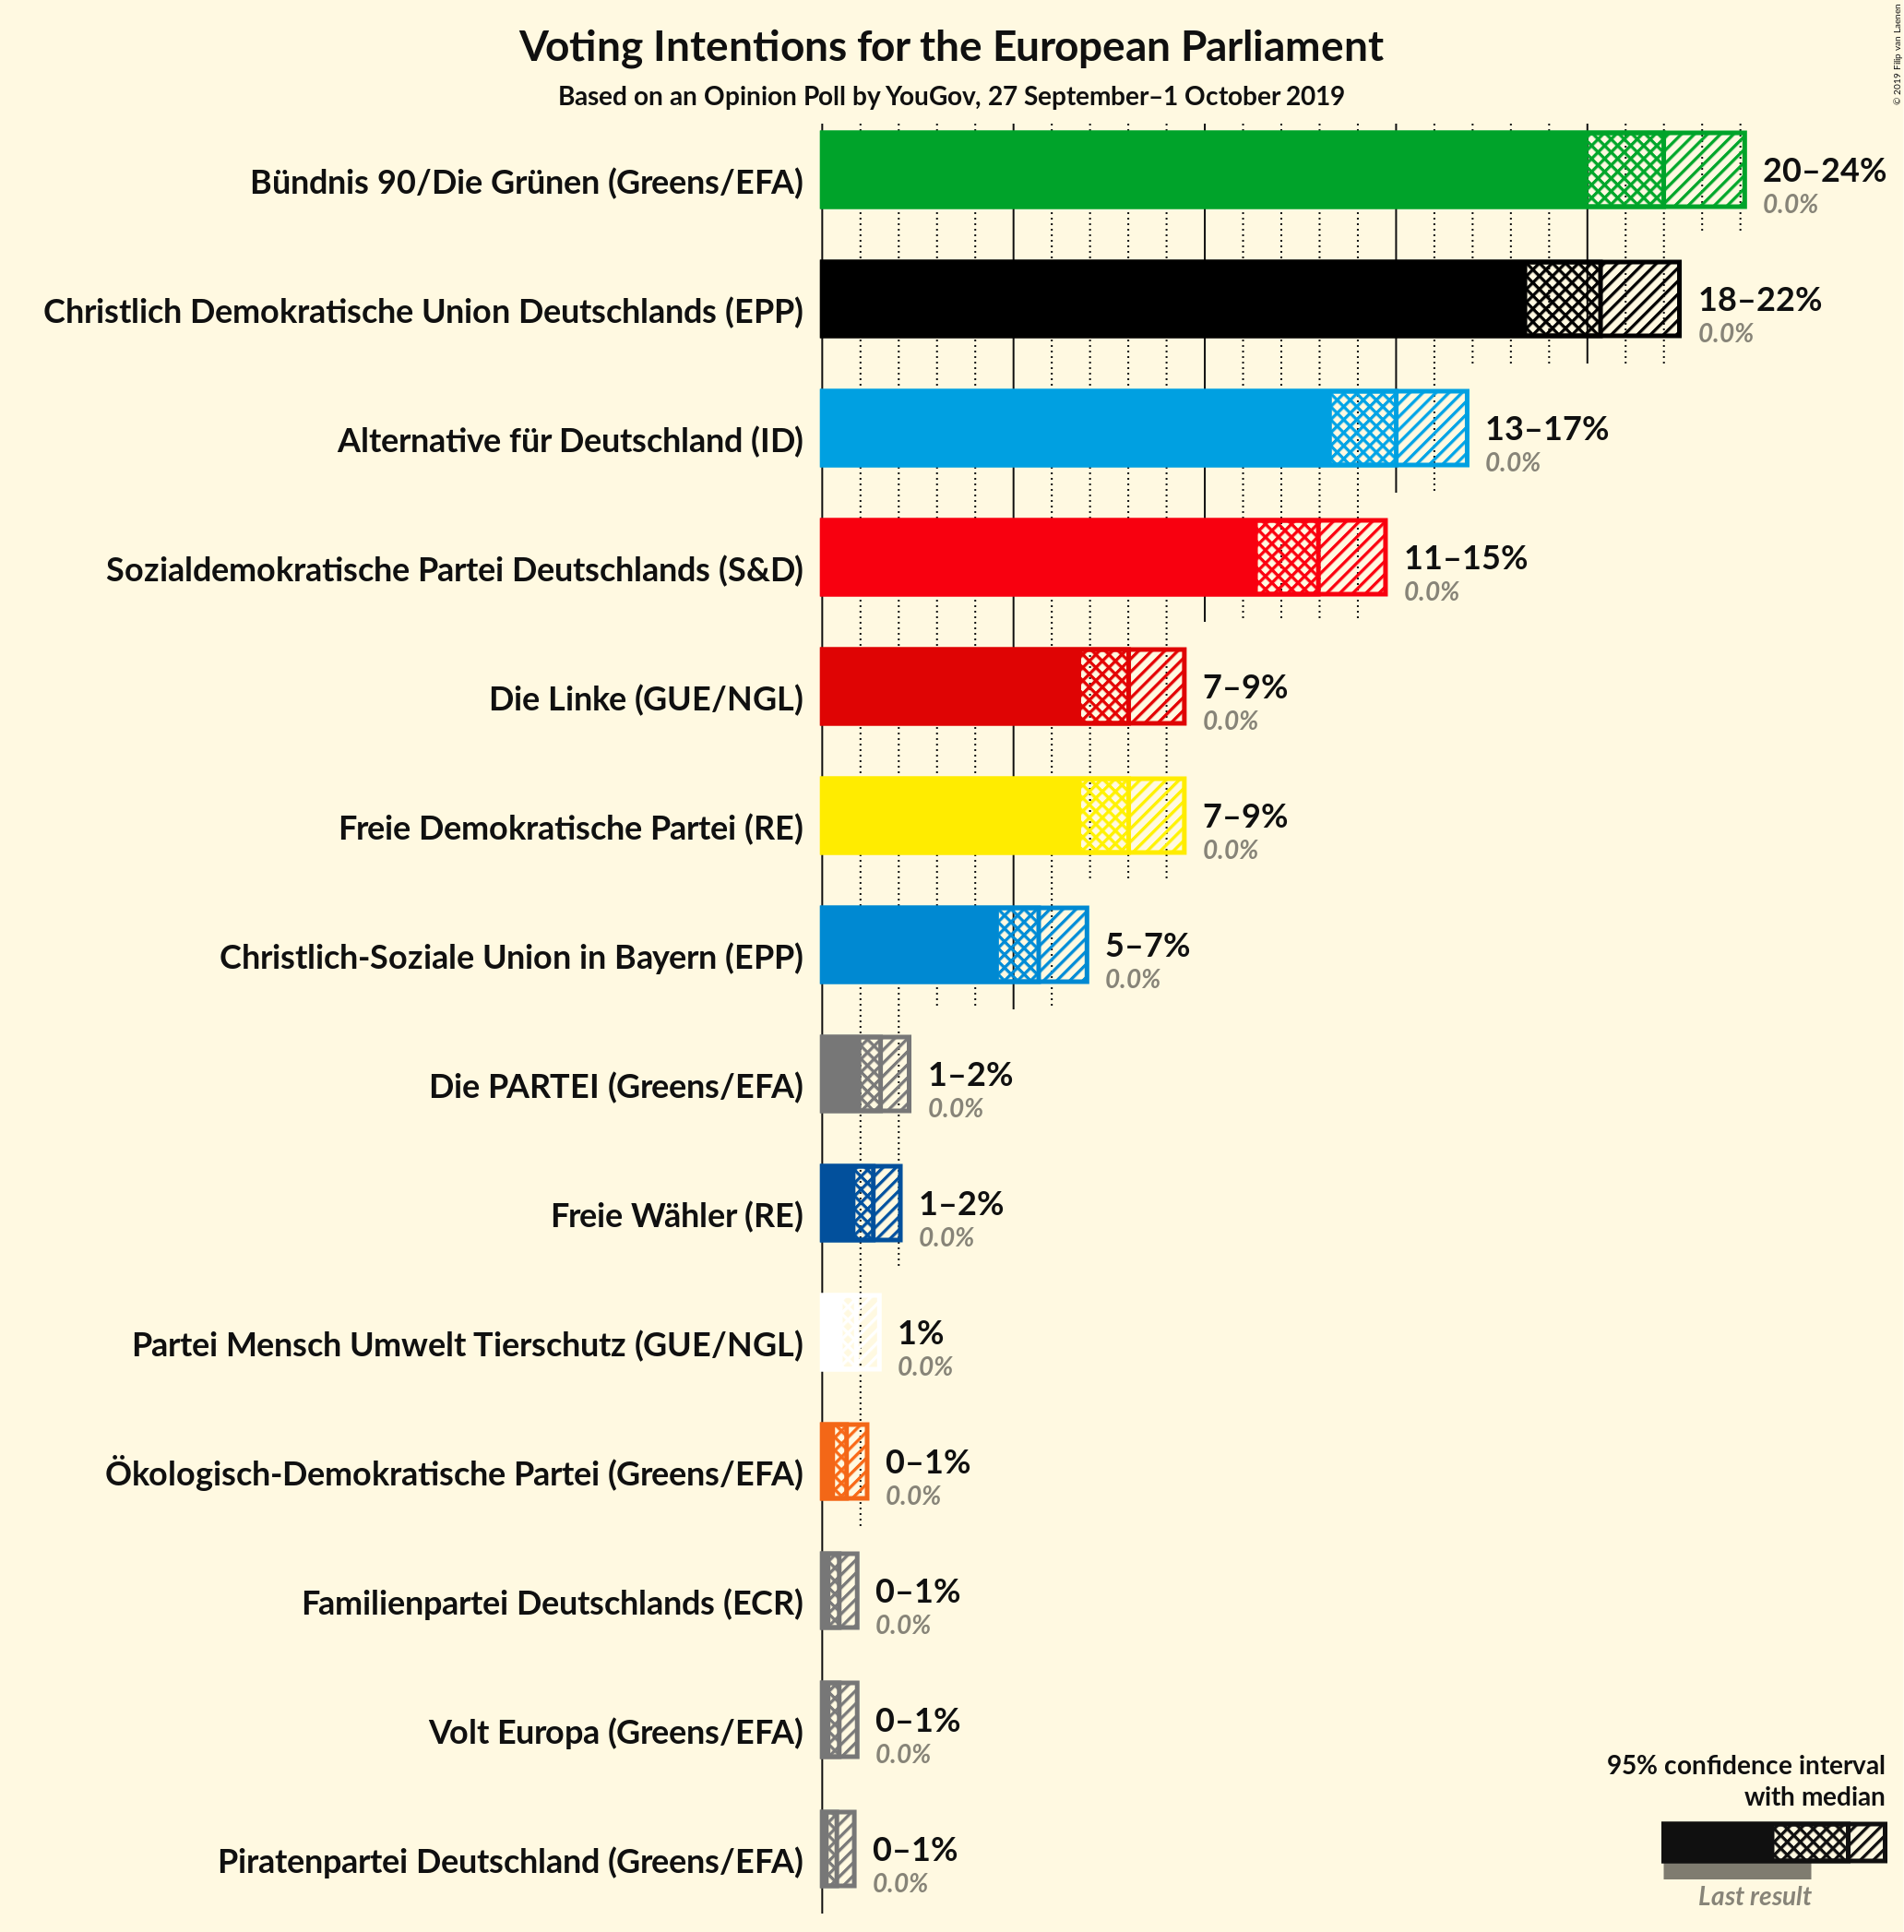 Voting Intentions for the European Parliament
Based on an Opinion Poll by YouGov, 27 September–1 October 2019
© 2019 Filip van Laenen
Bündnis 90/Die Grünen (Greens/EFA)
20–24%
0.0%
Christlich Demokratische Union Deutschlands (EPP)
18–22%
0.0%
Alternative für Deutschland (ID)
13–17%
0.0%
Sozialdemokratische Partei Deutschlands (S&D)
11–15%
0.0%
Die Linke (GUE/NGL)
7–9%
0.0%
Freie Demokratische Partei (RE)
7–9%
0.0%
Christlich-Soziale Union in Bayern (EPP)
5–7%
0.0%
Die PARTEI (Greens/EFA)
1–2%
0.0%
Freie Wähler (RE)
1–2%
0.0%
Partei Mensch Umwelt Tierschutz (GUE/NGL)
1%
0.0%
Ökologisch-Demokratische Partei (Greens/EFA)
0–1%
0.0%
Familienpartei Deutschlands (ECR)
0–1%
0.0%
Volt Europa (Greens/EFA)
0–1%
0.0%
Piratenpartei Deutschland (Greens/EFA)
0–1%
0.0%
95% confidence interval
with median
Last result